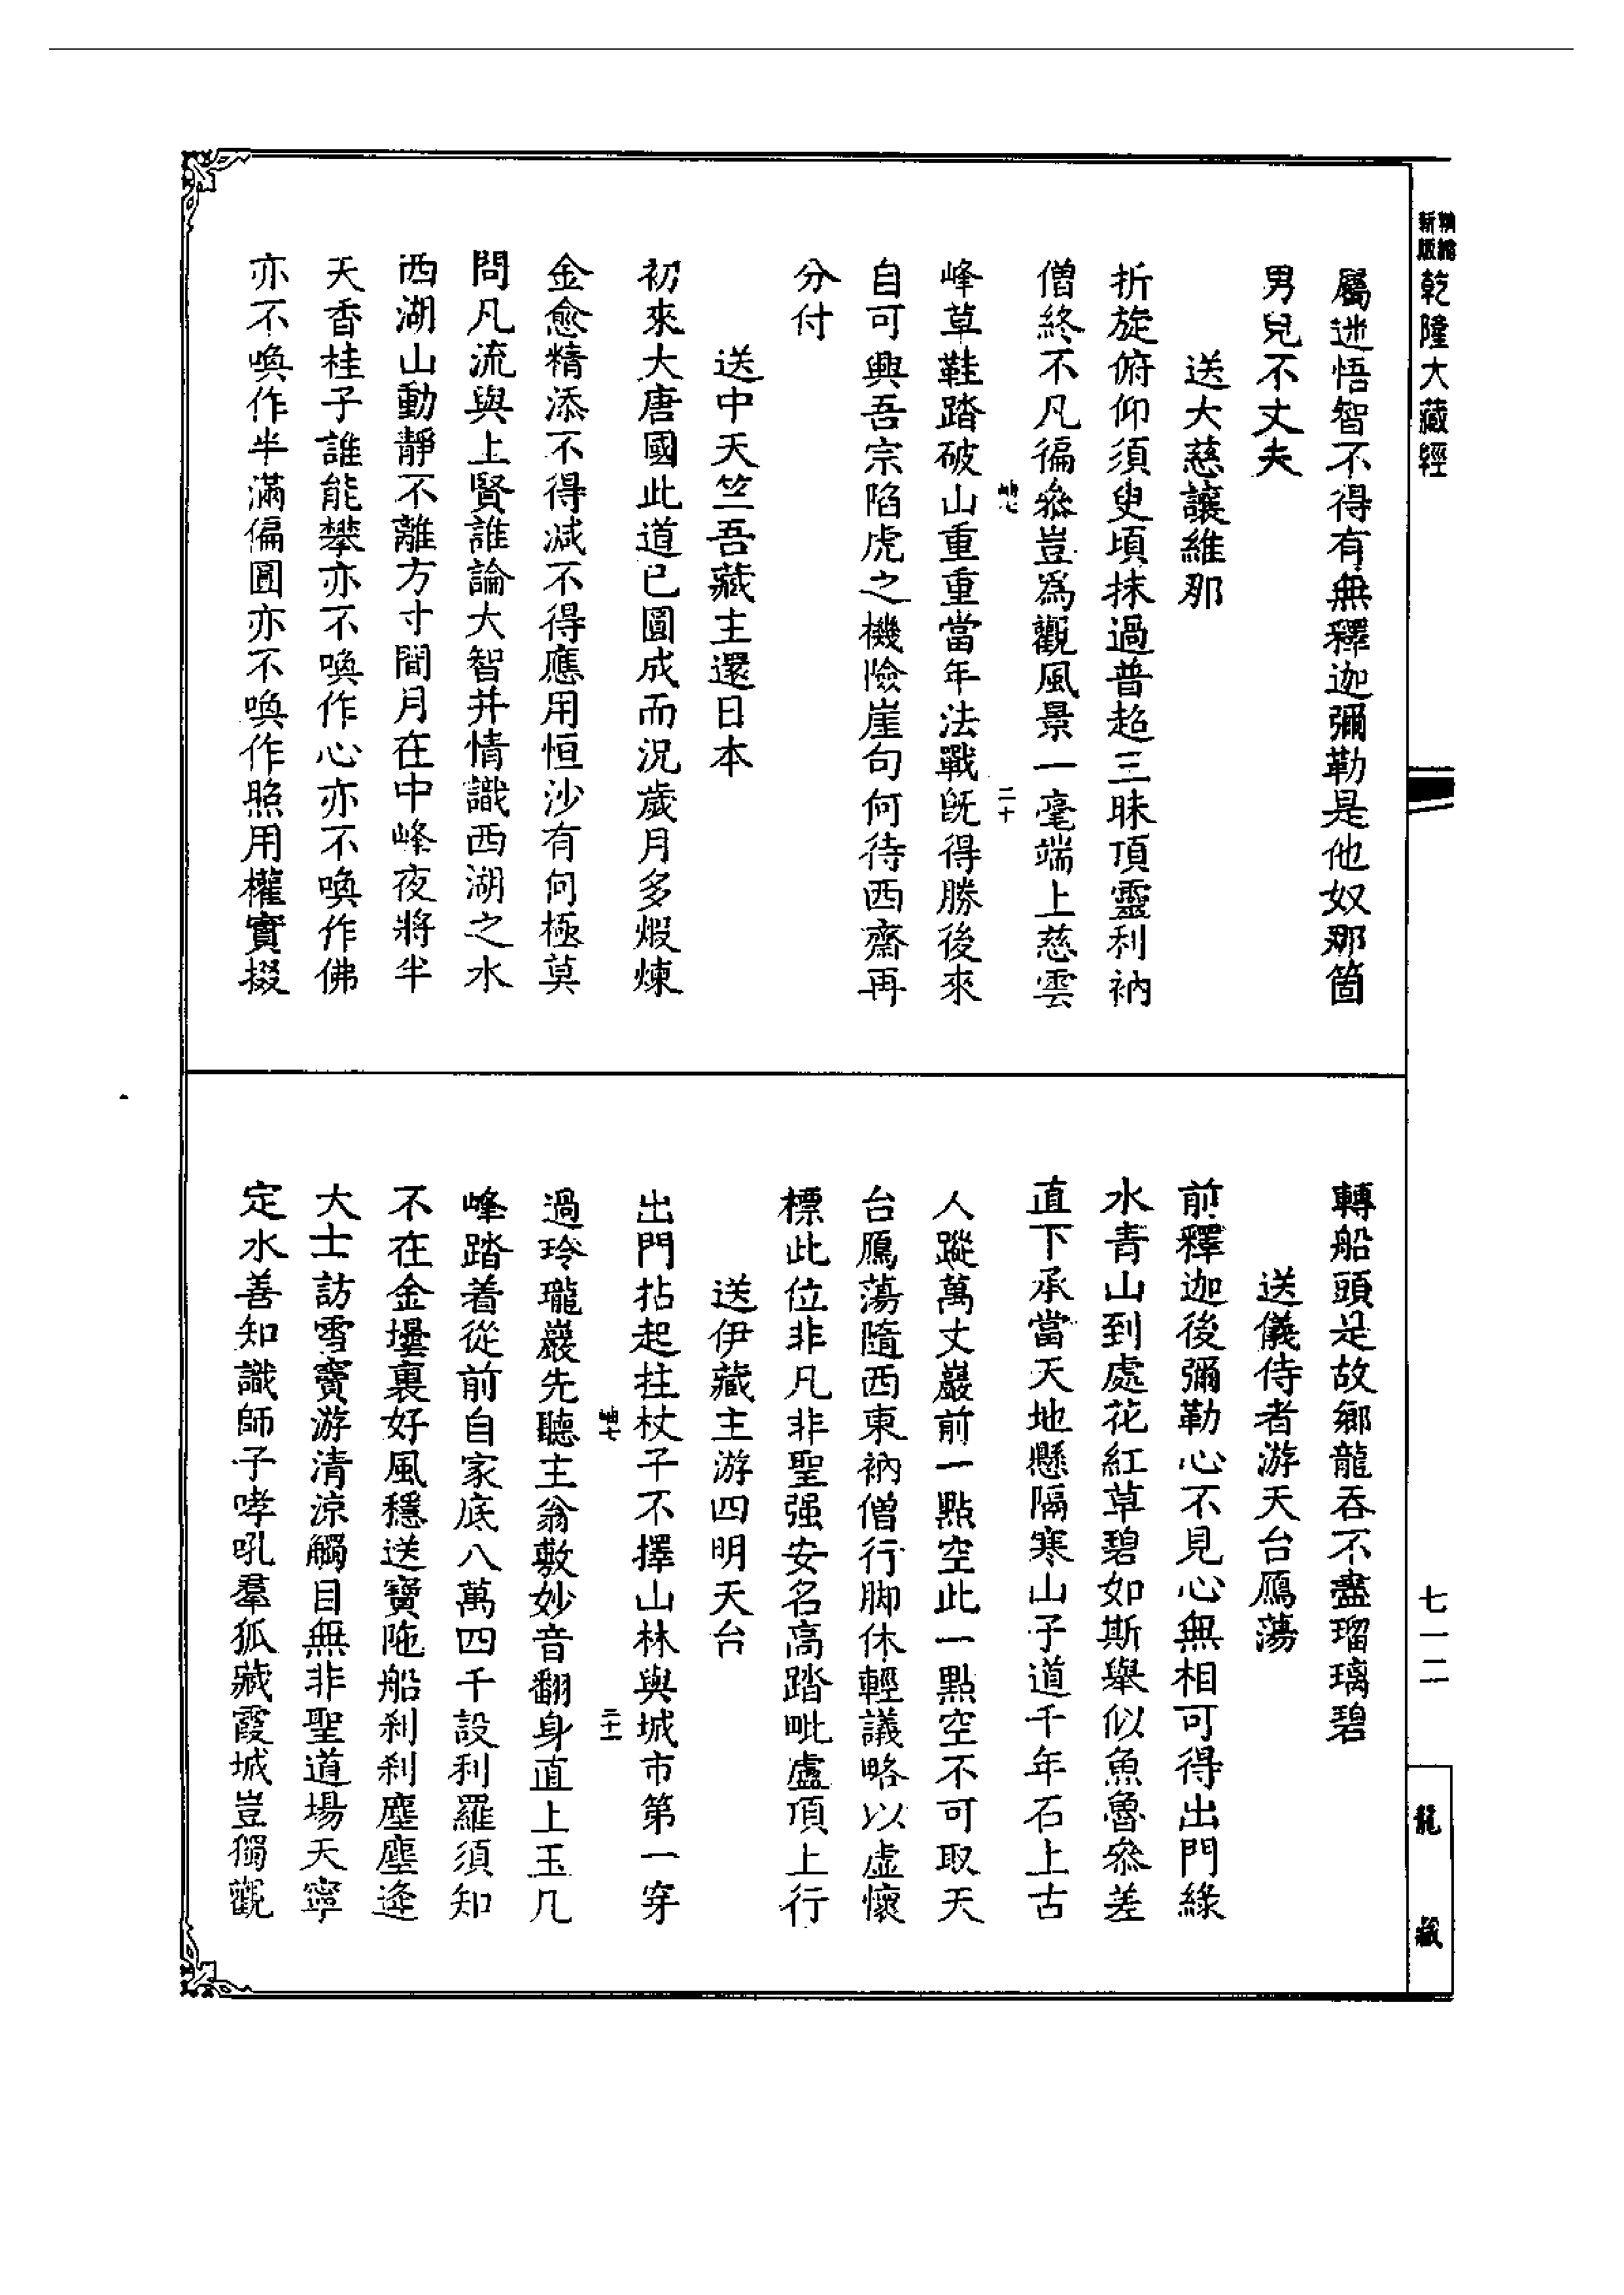 精縮
新版
乾隆大藏經
屬迷悟智不得有無釋迦彌勒是他奴那箇
男兒不丈夫
送大慈讓維那
折旋俯仰須臾頃抹過普超三昧頂靈利衲
僧終不凡徧叅豈爲觀風景一毫端上慈雲
岫七
二十
峰草鞋踏破山重重當年法戰旣得勝後來
自可興吾宗陷虎之機險崖句何待西齋再
分付
送中天竺吾藏主還日本
初來大唐國此道已圓成而況歲月多煅煉
金愈精添不得減不得應用恒沙有何極莫
問凡流與上賢誰論大智并情識西湖之水
西湖山動靜不離方寸間月在中峰夜將半
天香桂子誰能攀亦不喚作心亦不喚作佛
亦不喚作半滿偏圓亦不喚作照用權實掇
轉船頭是故鄉龍吞不盡瑠璃碧
送儀侍者游天台鴈蕩
前釋迦後彌勒心不見心無相可得出門綠
水青山到處花紅草碧如斯舉似魚魯叅差
直下承當天地懸隔寒山子道千年石上古
人蹤萬丈巖前一點空此一點空不可取天
台鴈蕩隨西東衲僧行脚休輕議略以虛懷
標此位非凡非聖强安名高踏毗盧頂上行
送伊藏主游四明天台
出門拈起拄杖子不擇山林與城市第一穿
岫七
二十一
過玲瓏巖先聽主翁敷妙音翻身直上玉几
峰踏着從前自家底八萬四千設利羅須知
不在金壜裏好風穩送寶陁船刹刹塵塵逢
大士訪雪竇游清涼觸目無非聖道場天寧
定水善知識師子哮吼羣狐藏霞城豈獨觀
七一二
龍藏